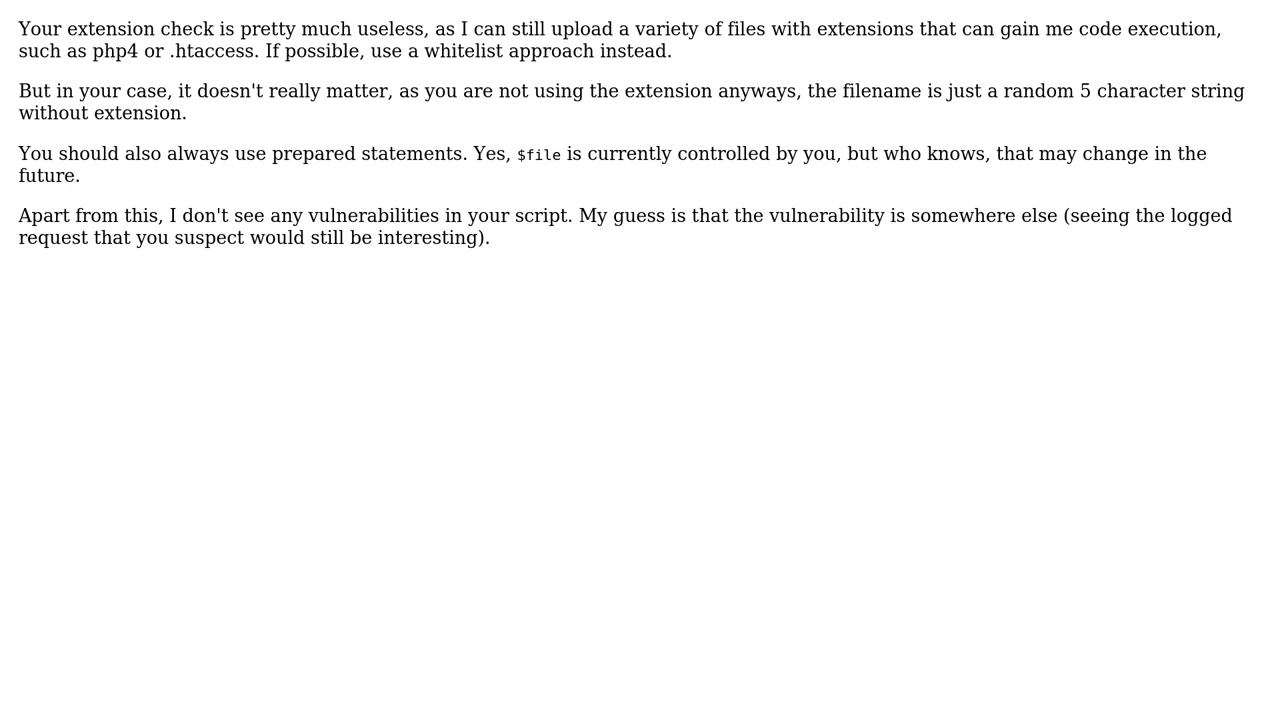 Your extension check is pretty much useless, as I can still upload a variety of files with extensions that can gain me code execution,
such as php4 or .htaccess. If possible, use a whitelist approach instead.
But in your case, it doesn't really matter, as you are not using the extension anyways, the filename is just a random 5 character string
without extension.
You should also always use prepared statements. Yes, $file is currently controlled by you, but who knows, that may change in the
future.
Apart from this, I don't see any vulnerabilities in your script. My guess is that the vulnerability is somewhere else (seeing the logged
request that you suspect would still be interesting).